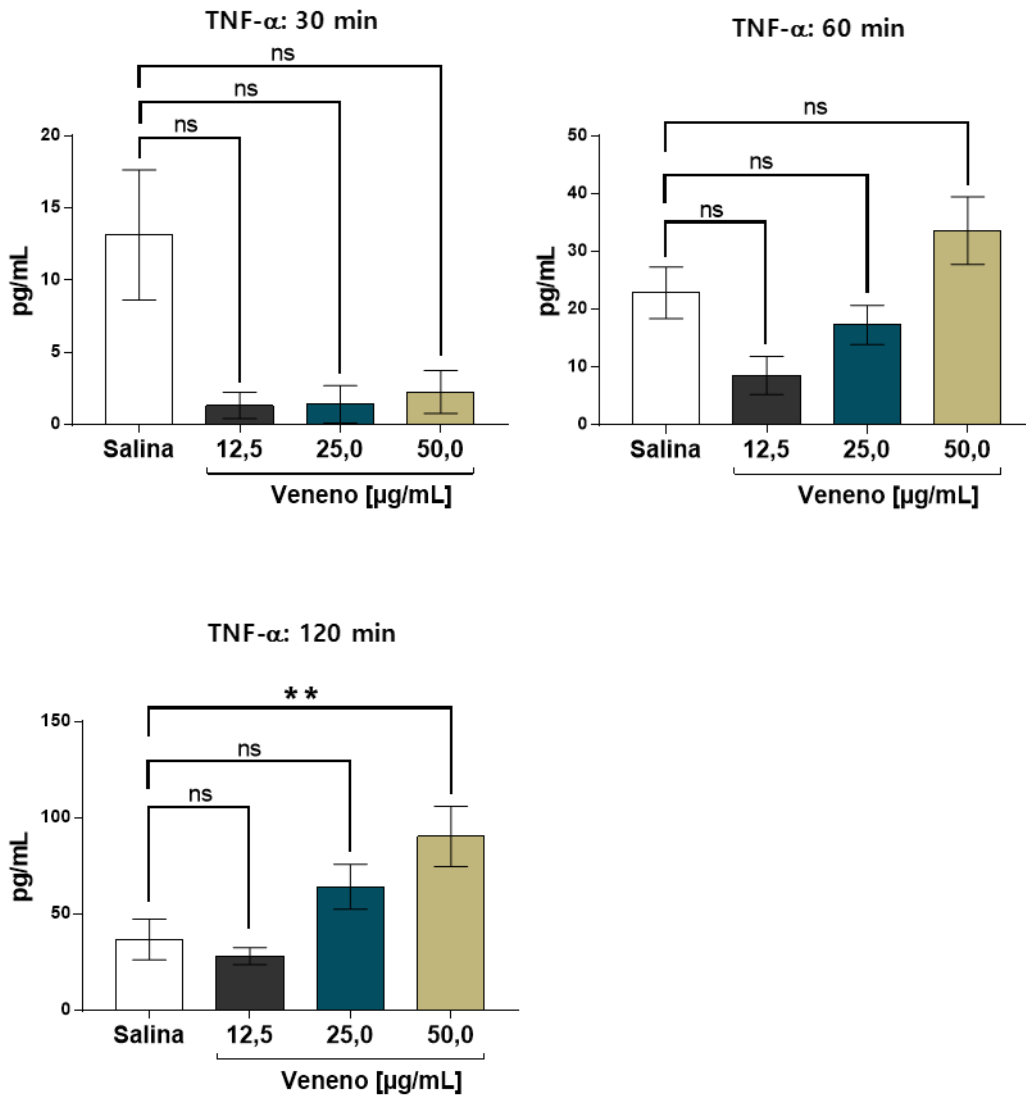 TNF-α: 30 min
ns
ns
ns
20
15
10
5
0
pg/mL
Salina 12,5 25,0 50,0
Veneno [µg/mL]
TNF-α: 60 min
ns
ns
ns
50
40
30
20
10
0
pg/mL
Salina 12,5 25,0 50,0
Veneno [µg/mL]
TNF-α: 120 min
**
ns
ns
150
100
50
0
pg/mL
Salina 12,5 25,0 50,0
Veneno [µg/mL]